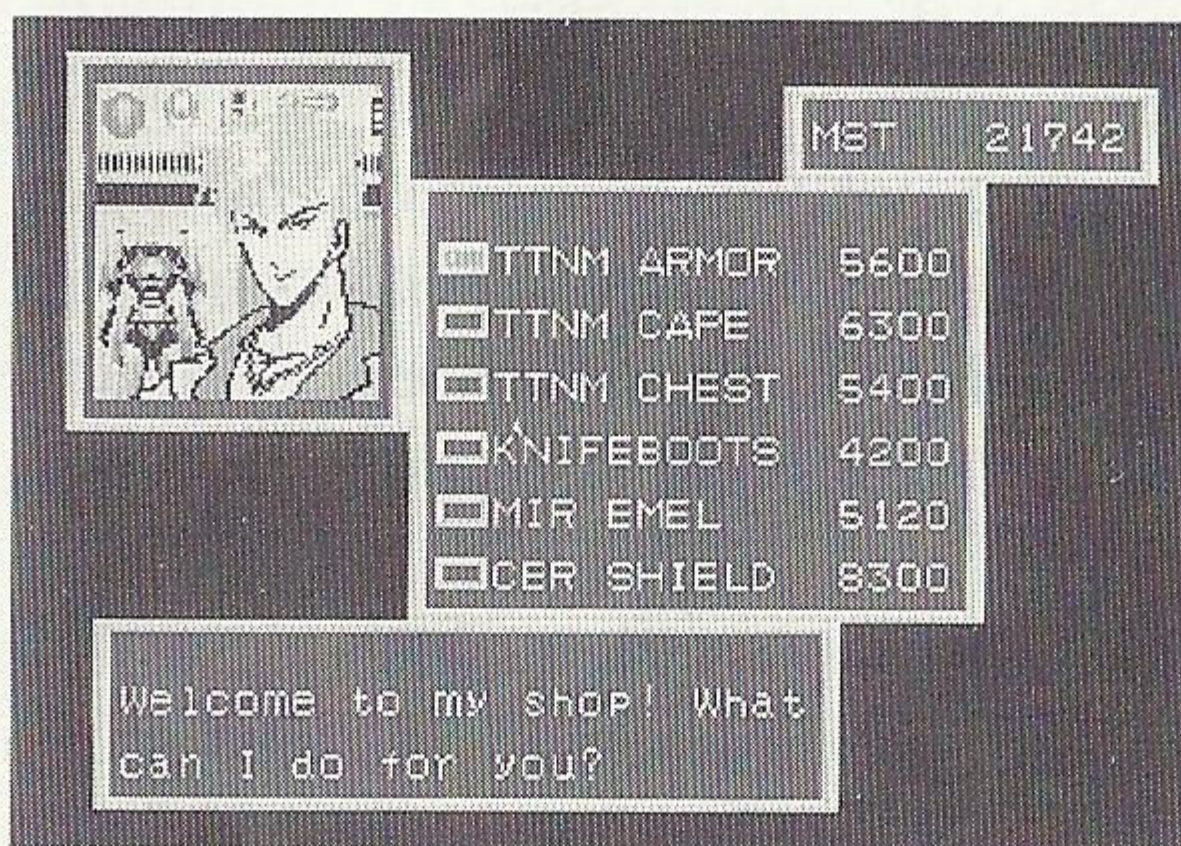 MST 21742
TTNM ARMOR 5600
TTNM CAPE 6300
TTNM CHEST 5400
KNIFEBOOTS 4200
MIR EMEL 5120
CER SHIELD 8300
Welcome to my shop! What
can I do for you?